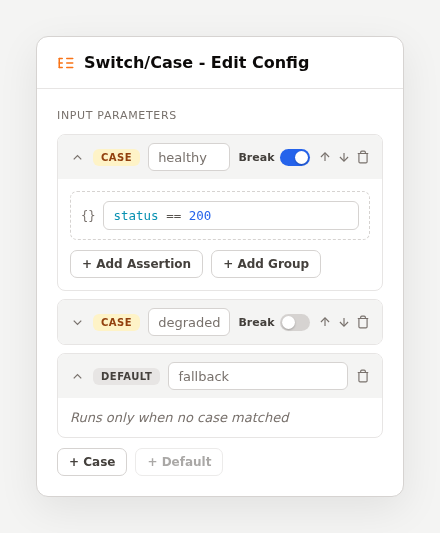 Switch/Case - Edit Config
INPUT PARAMETERS
CASE healthy Break
{} status == 200
+ Add Assertion + Add Group
CASE degraded Break
DEFAULT fallback
Runs only when no case matched
+ Case + Default